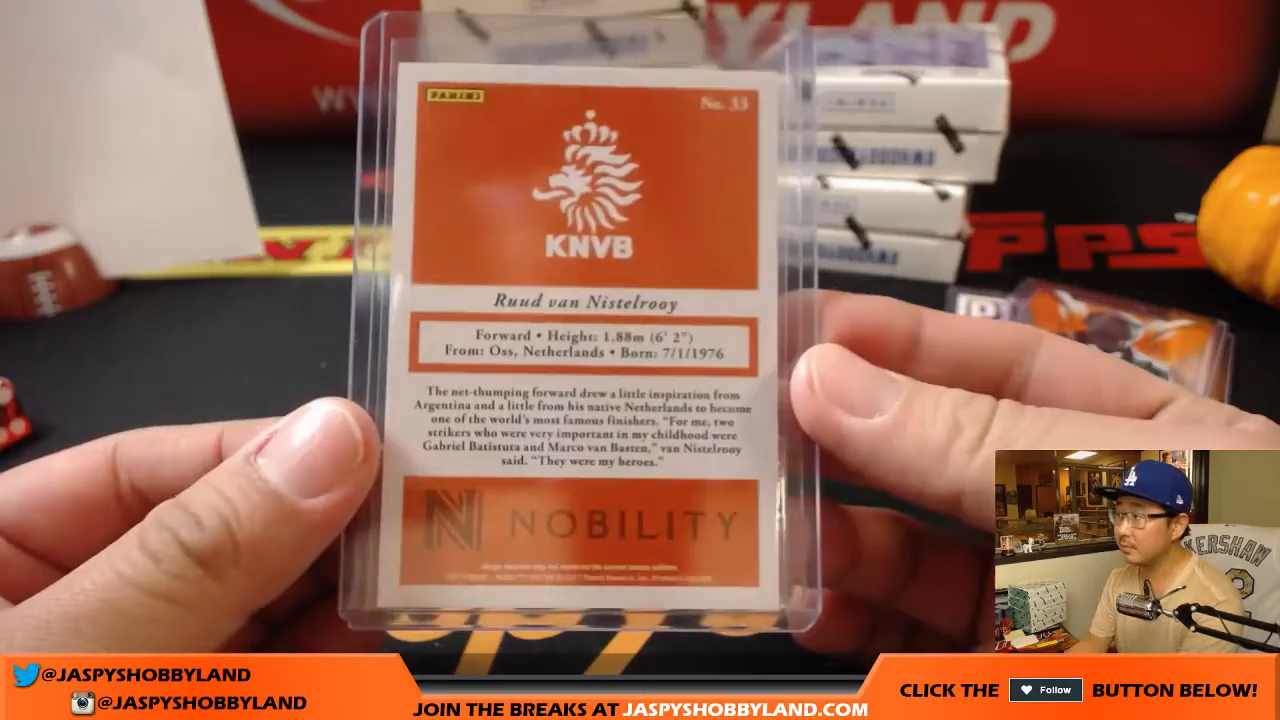 YLAND
W
PANINI
No. 33
KNVB
Ruud van Nistelrooy
Forward • Height: 1.88m (6' 2")
From: Oss, Netherlands • Born: 7/1/1976
The net-thumping forward drew a little inspiration from
Argentina and a little from his native Netherlands to become
one of the world's most famous finishers. "For me, two
strikers who were very important in my childhood were
Gabriel Batistuta and Marco van Basten," van Nistelrooy
said. "They were my heroes."
N NOBILITY
PPS
KERSHAW
@JASPYSHOBBYLAND
@JASPYSHOBBYLAND
JOIN THE BREAKS AT JASPYSHOBBYLAND.COM
CLICK THE Follow BUTTON BELOW!